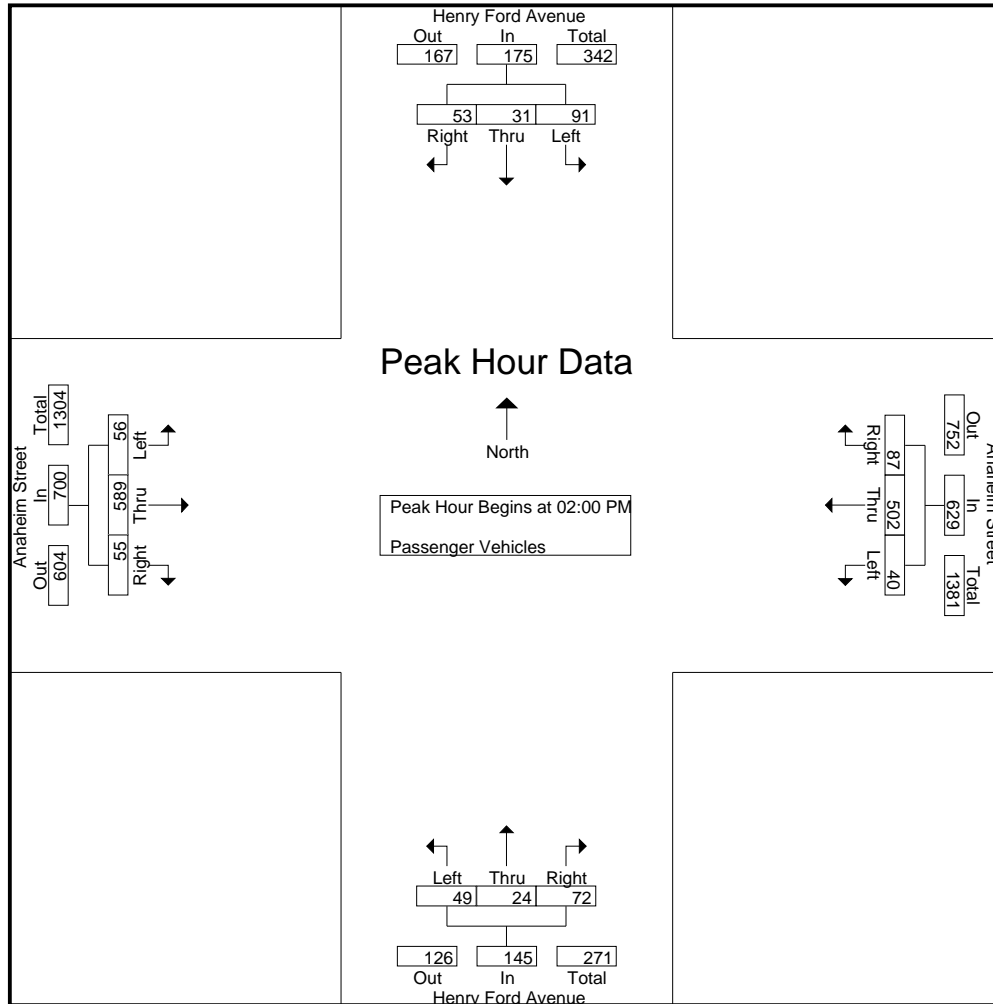 Henry Ford Avenue
Out In Total
167 175 342
53 31 91
Right Thru Left
Peak Hour Data
North
Peak Hour Begins at 02:00 PM
Passenger Vehicles
Anaheim Street
Out In Total
604 700 1304
55 589 56
Right Thru Left
Anaheim Street
Out In Total
752 629 1381
87 502 40
Right Thru Left
Left Thru Right
49 24 72
126 145 271
Out In Total
Henry Ford Avenue